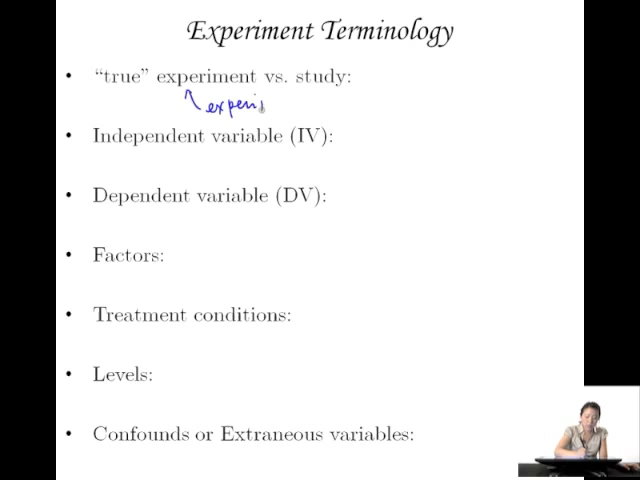 Experiment Terminology
• "true" experiment vs. study:
experi
• Independent variable (IV):
• Dependent variable (DV):
• Factors:
• Treatment conditions:
• Levels:
• Confounds or Extraneous variables: